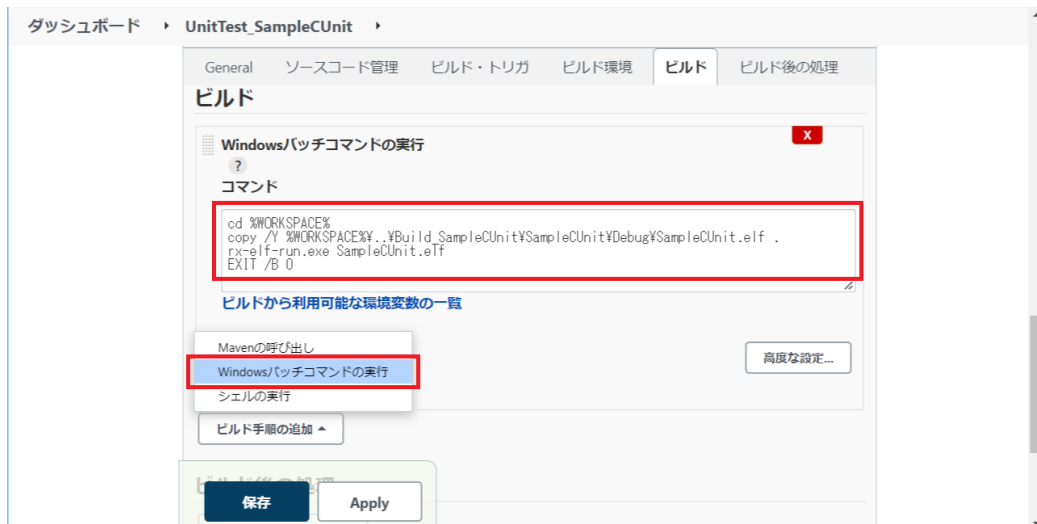 ダッシュボード UnitTest_SampleCUnit
General ソースコード管理 ビルド・トリガ ビルド環境 ビルド ビルド後の処理
ビルド
Windowsバッチコマンドの実行
X
?
コマンド
cd %WORKSPACE%
copy /Y %WORKSPACE%¥..¥Build_SampleCUnit¥SampleCUnit¥Debug¥SampleCUnit.elf .
rx-elf-run.exe SampleCUnit.elf
EXIT /B 0
ビルドから利用可能な環境変数の一覧
Mavenの呼び出し
Windowsバッチコマンドの実行
シェルの実行
高度な設定...
ビルド手順の追加
ビルド後の処理
保存 Apply